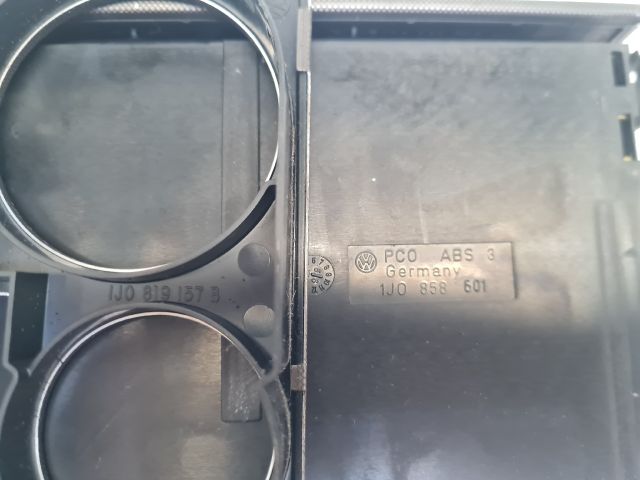 PCO ABS 3
Germany
1J0 858 601
1J0 819 157 B